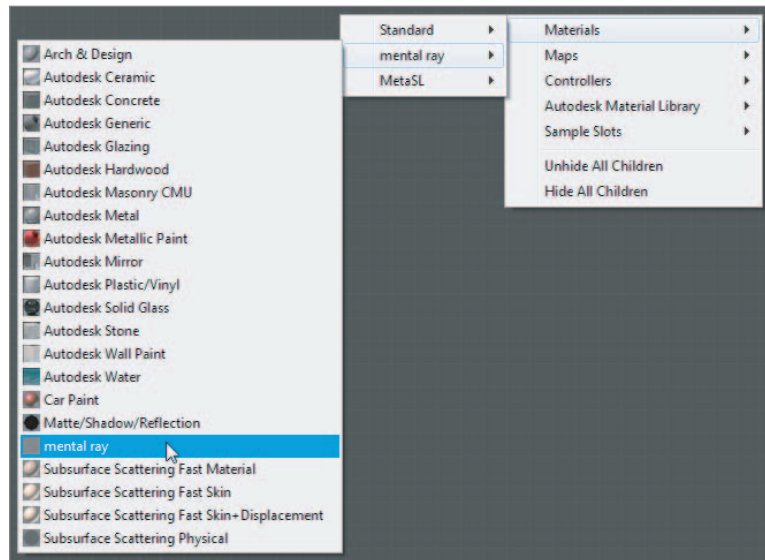 Materials
Maps
Controllers
Autodesk Material Library
Sample Slots
Unhide All Children
Hide All Children
Standard
mental ray
MetaSL
Arch & Design
Autodesk Ceramic
Autodesk Concrete
Autodesk Generic
Autodesk Glazing
Autodesk Hardwood
Autodesk Masonry CMU
Autodesk Metal
Autodesk Metallic Paint
Autodesk Mirror
Autodesk Plastic/Vinyl
Autodesk Solid Glass
Autodesk Stone
Autodesk Wall Paint
Autodesk Water
Car Paint
Matte/Shadow/Reflection
mental ray
Subsurface Scattering Fast Material
Subsurface Scattering Fast Skin
Subsurface Scattering Fast Skin+Displacement
Subsurface Scattering Physical